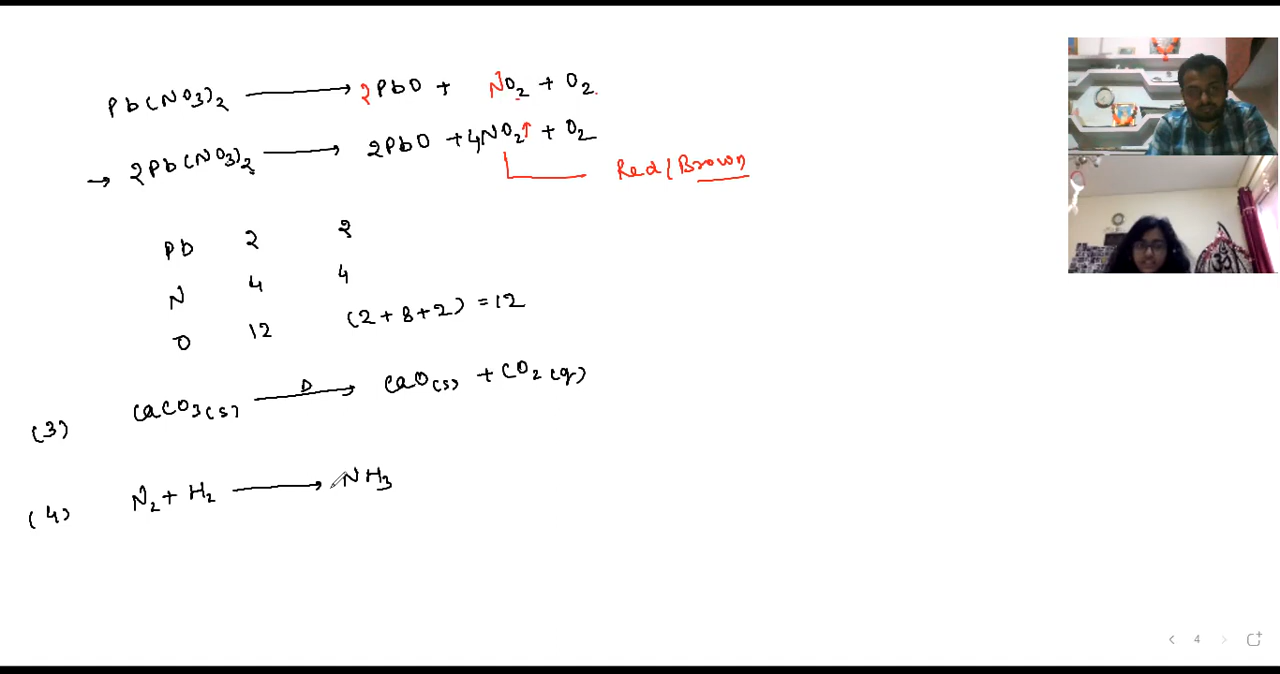 Pb(NO3)2 ⟶ 2PbO + NO2 + O2
→ 2Pb(NO3)2 ⟶ 2PbO + 4NO2↑ + O2
Red/Brown
Pb 2 2
N 4 4
O 12 (2+8+2) = 12
(3) CaCO3(s) —Δ→ CaO(s) + CO2(g)
(4) N2 + H2 ⟶ NH3
4